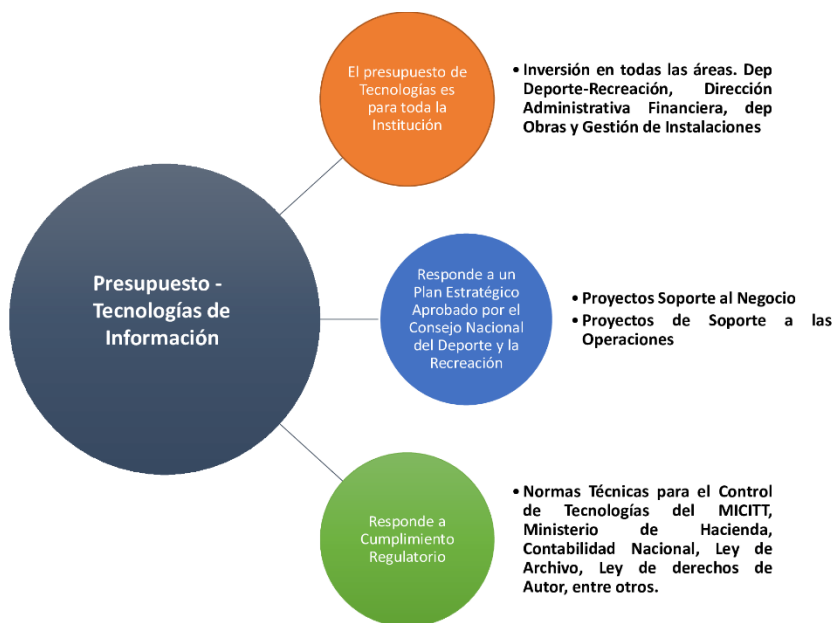 Presupuesto -
Tecnologías de
Información
El presupuesto de
Tecnologías es
para toda la
Institución
• Inversión en todas las áreas. Dep
Deporte-Recreación, Dirección
Administrativa Financiera, dep
Obras y Gestión de Instalaciones
Responde a un
Plan Estratégico
Aprobado por el
Consejo Nacional
del Deporte y la
Recreación
• Proyectos Soporte al Negocio
• Proyectos de Soporte a las
Operaciones
Responde a
Cumplimiento
Regulatorio
• Normas Técnicas para el Control
de Tecnologías del MICITT,
Ministerio de Hacienda,
Contabilidad Nacional, Ley de
Archivo, Ley de derechos de
Autor, entre otros.